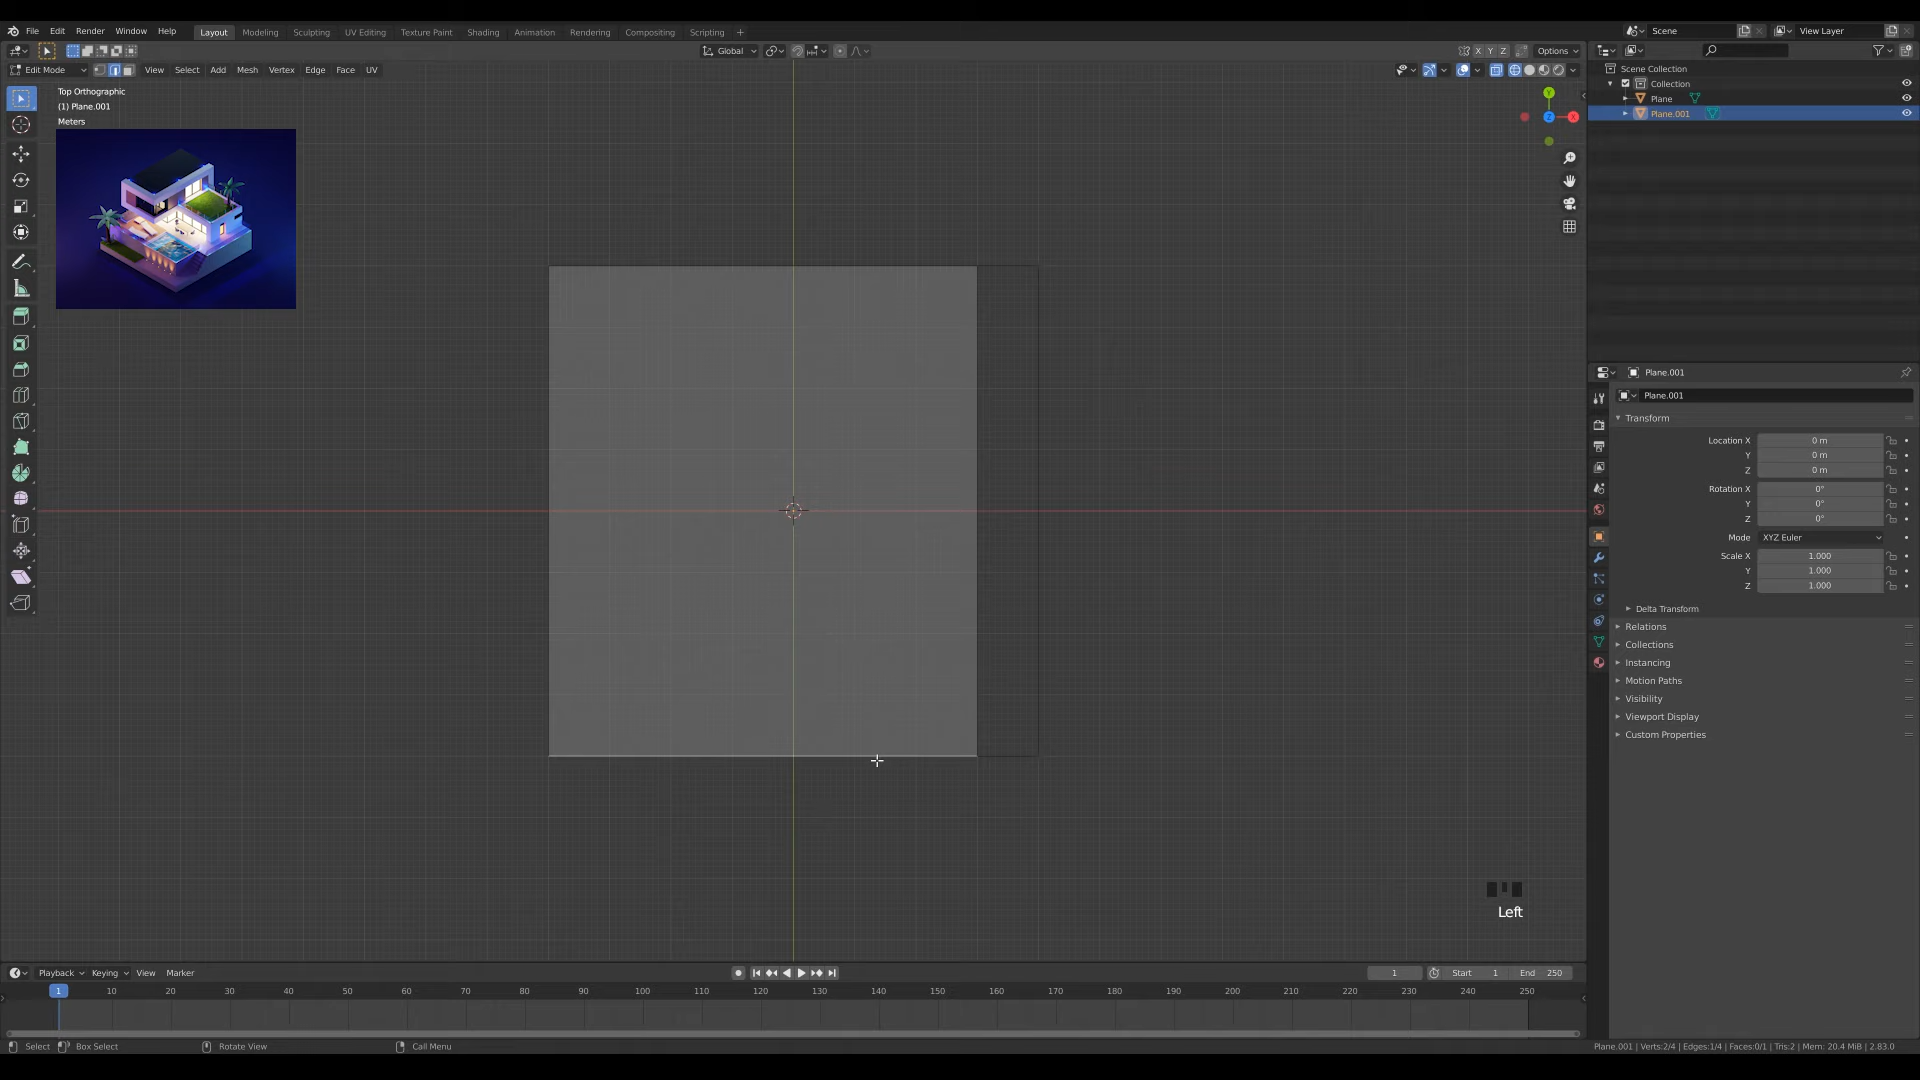 File Edit Render Window Help Layout Modeling Sculpting UV Editing Texture Paint Shading Animation Rendering Compositing Scripting + Scene View Layer
Global X Y Z Options
Edit Mode View Select Add Mesh Vertex Edge Face UV
Top Orthographic
(1) Plane.001
Meters
Y
Z
X
Scene Collection
Collection
Plane
Plane.001
Plane.001
Plane.001
Transform
Location X 0 m
Y 0 m
Z 0 m
Rotation X 0°
Y 0°
Z 0°
Mode XYZ Euler
Scale X 1.000
Y 1.000
Z 1.000
Delta Transform
Relations
Collections
Instancing
Motion Paths
Visibility
Viewport Display
Custom Properties
Left
Playback Keying View Marker 1 Start 1 End 250
1 10 20 30 40 50 60 70 80 90 100 110 120 130 140 150 160 170 180 190 200 210 220 230 240 250
Select Box Select Rotate View Call Menu Plane.001 | Verts:2/4 | Edges:1/4 | Faces:0/1 | Tris:2 | Mem: 20.4 MiB | 2.83.0